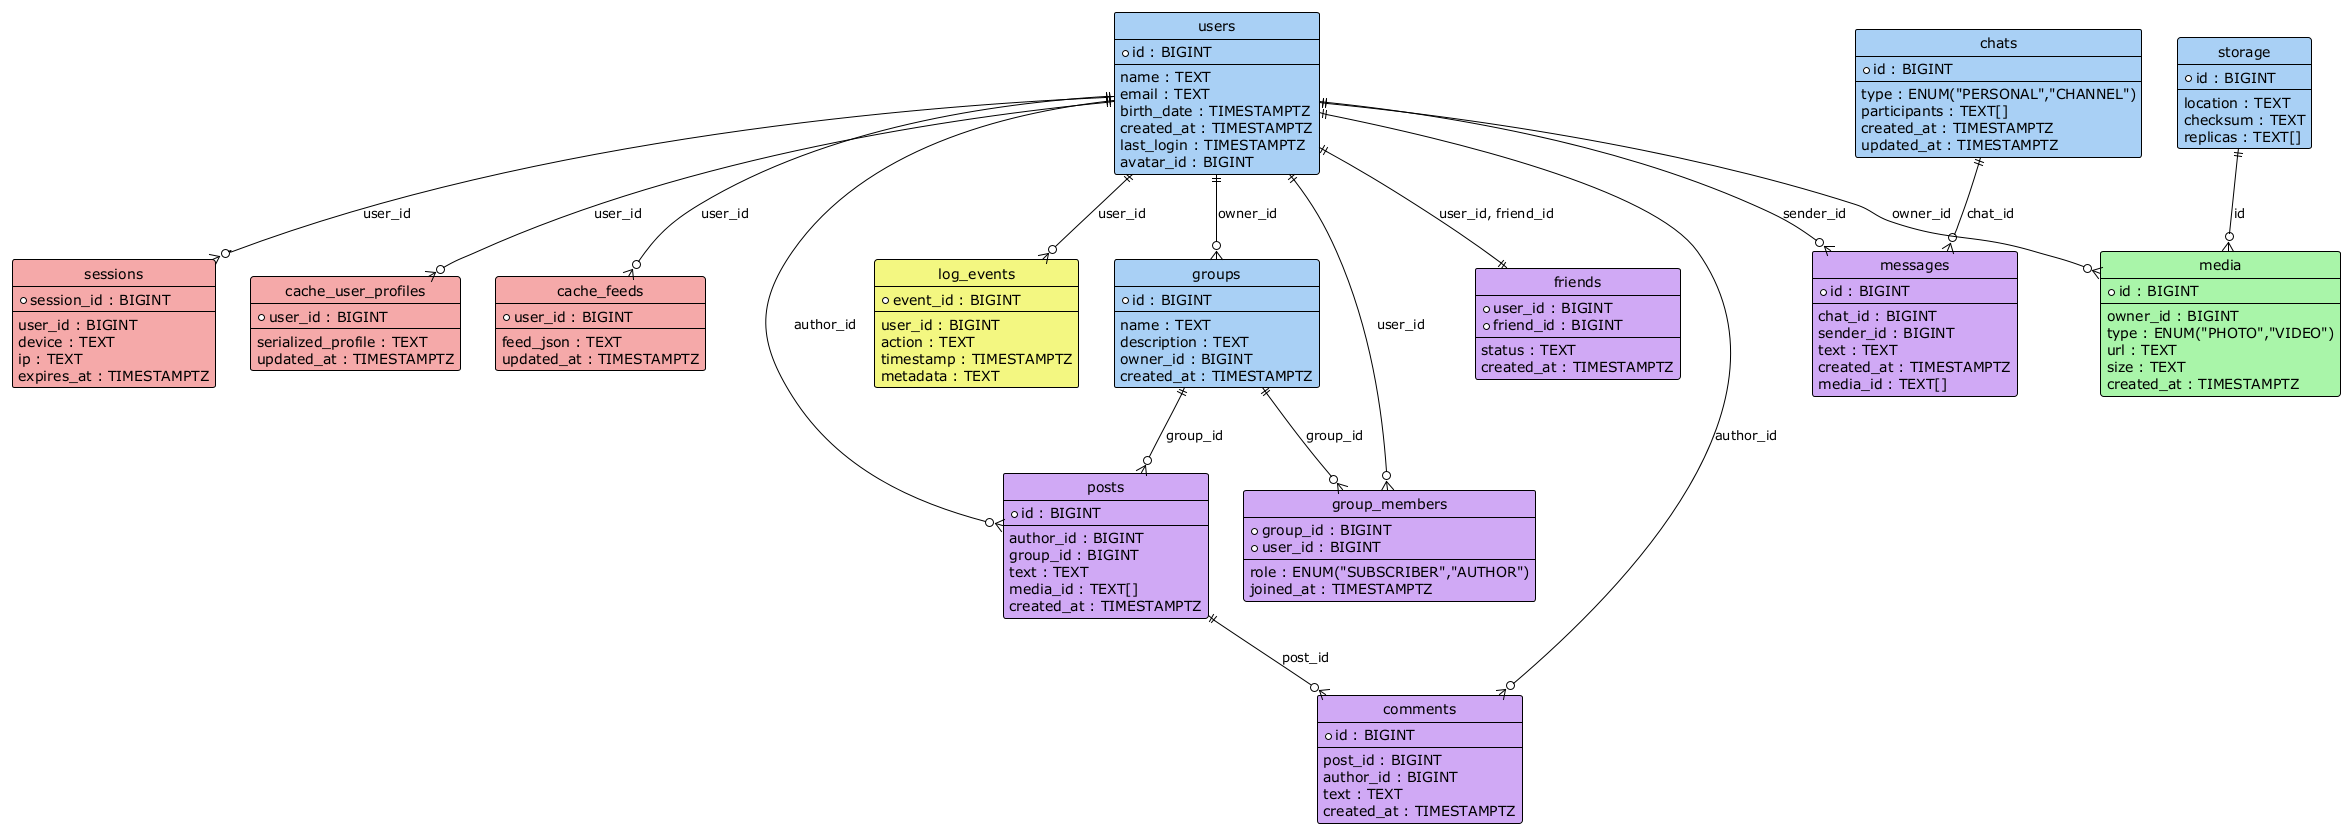 users
id : BIGINT
name : TEXT
email : TEXT
birth_date : TIMESTAMPTZ
created_at : TIMESTAMPTZ
last_login : TIMESTAMPTZ
avatar_id : BIGINT
chats
id : BIGINT
type : ENUM("PERSONAL","CHANNEL")
participants : TEXT[]
created_at : TIMESTAMPTZ
updated_at : TIMESTAMPTZ
storage
id : BIGINT
location : TEXT
checksum : TEXT
replicas : TEXT[]
user_id
user_id
user_id
user_id
owner_id
user_id, friend_id
sender_id
owner_id
chat_id
id
sessions
session_id : BIGINT
user_id : BIGINT
device : TEXT
ip : TEXT
expires_at : TIMESTAMPTZ
cache_user_profiles
user_id : BIGINT
serialized_profile : TEXT
updated_at : TIMESTAMPTZ
cache_feeds
user_id : BIGINT
feed_json : TEXT
updated_at : TIMESTAMPTZ
author_id
log_events
event_id : BIGINT
user_id : BIGINT
action : TEXT
timestamp : TIMESTAMPTZ
metadata : TEXT
groups
id : BIGINT
name : TEXT
description : TEXT
owner_id : BIGINT
created_at : TIMESTAMPTZ
user_id
friends
user_id : BIGINT
friend_id : BIGINT
status : TEXT
created_at : TIMESTAMPTZ
messages
id : BIGINT
chat_id : BIGINT
sender_id : BIGINT
text : TEXT
created_at : TIMESTAMPTZ
media_id : TEXT[]
media
id : BIGINT
owner_id : BIGINT
type : ENUM("PHOTO","VIDEO")
url : TEXT
size : TEXT
created_at : TIMESTAMPTZ
group_id
group_id
author_id
posts
id : BIGINT
author_id : BIGINT
group_id : BIGINT
text : TEXT
media_id : TEXT[]
created_at : TIMESTAMPTZ
group_members
group_id : BIGINT
user_id : BIGINT
role : ENUM("SUBSCRIBER","AUTHOR")
joined_at : TIMESTAMPTZ
post_id
comments
id : BIGINT
post_id : BIGINT
author_id : BIGINT
text : TEXT
created_at : TIMESTAMPTZ